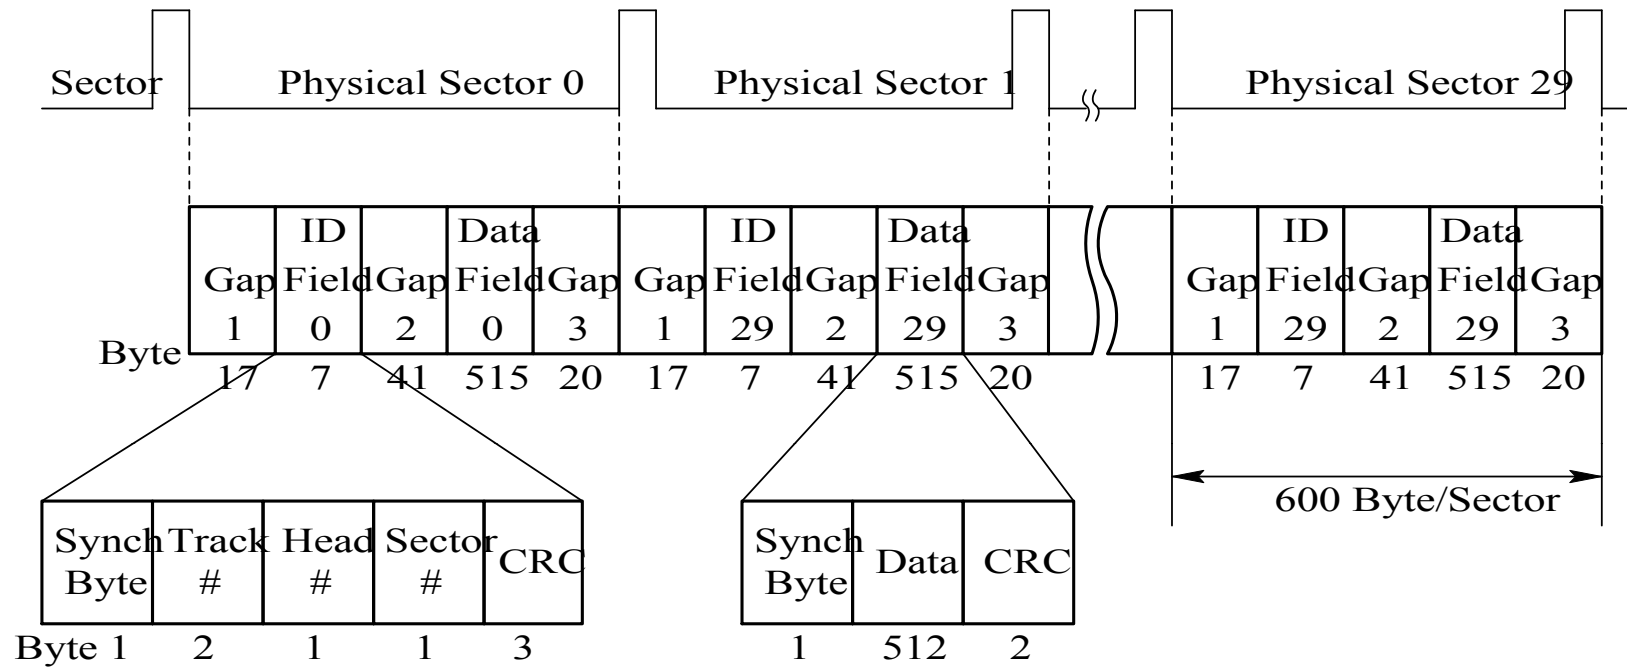 Sector Physical Sector 0 Physical Sector 1 Physical Sector 29
ID Data ID Data ID Data
Gap Field Gap Field Gap Gap Field Gap Field Gap Gap Field Gap Field Gap
1 0 2 0 3 1 29 2 29 3 1 29 2 29 3
Byte
17 7 41 515 20 17 7 41 515 20 17 7 41 515 20
600 Byte/Sector
Synch Track Head Sector CRC Synch Data CRC
Byte # # # Byte
Byte 1 2 1 1 3 1 512 2